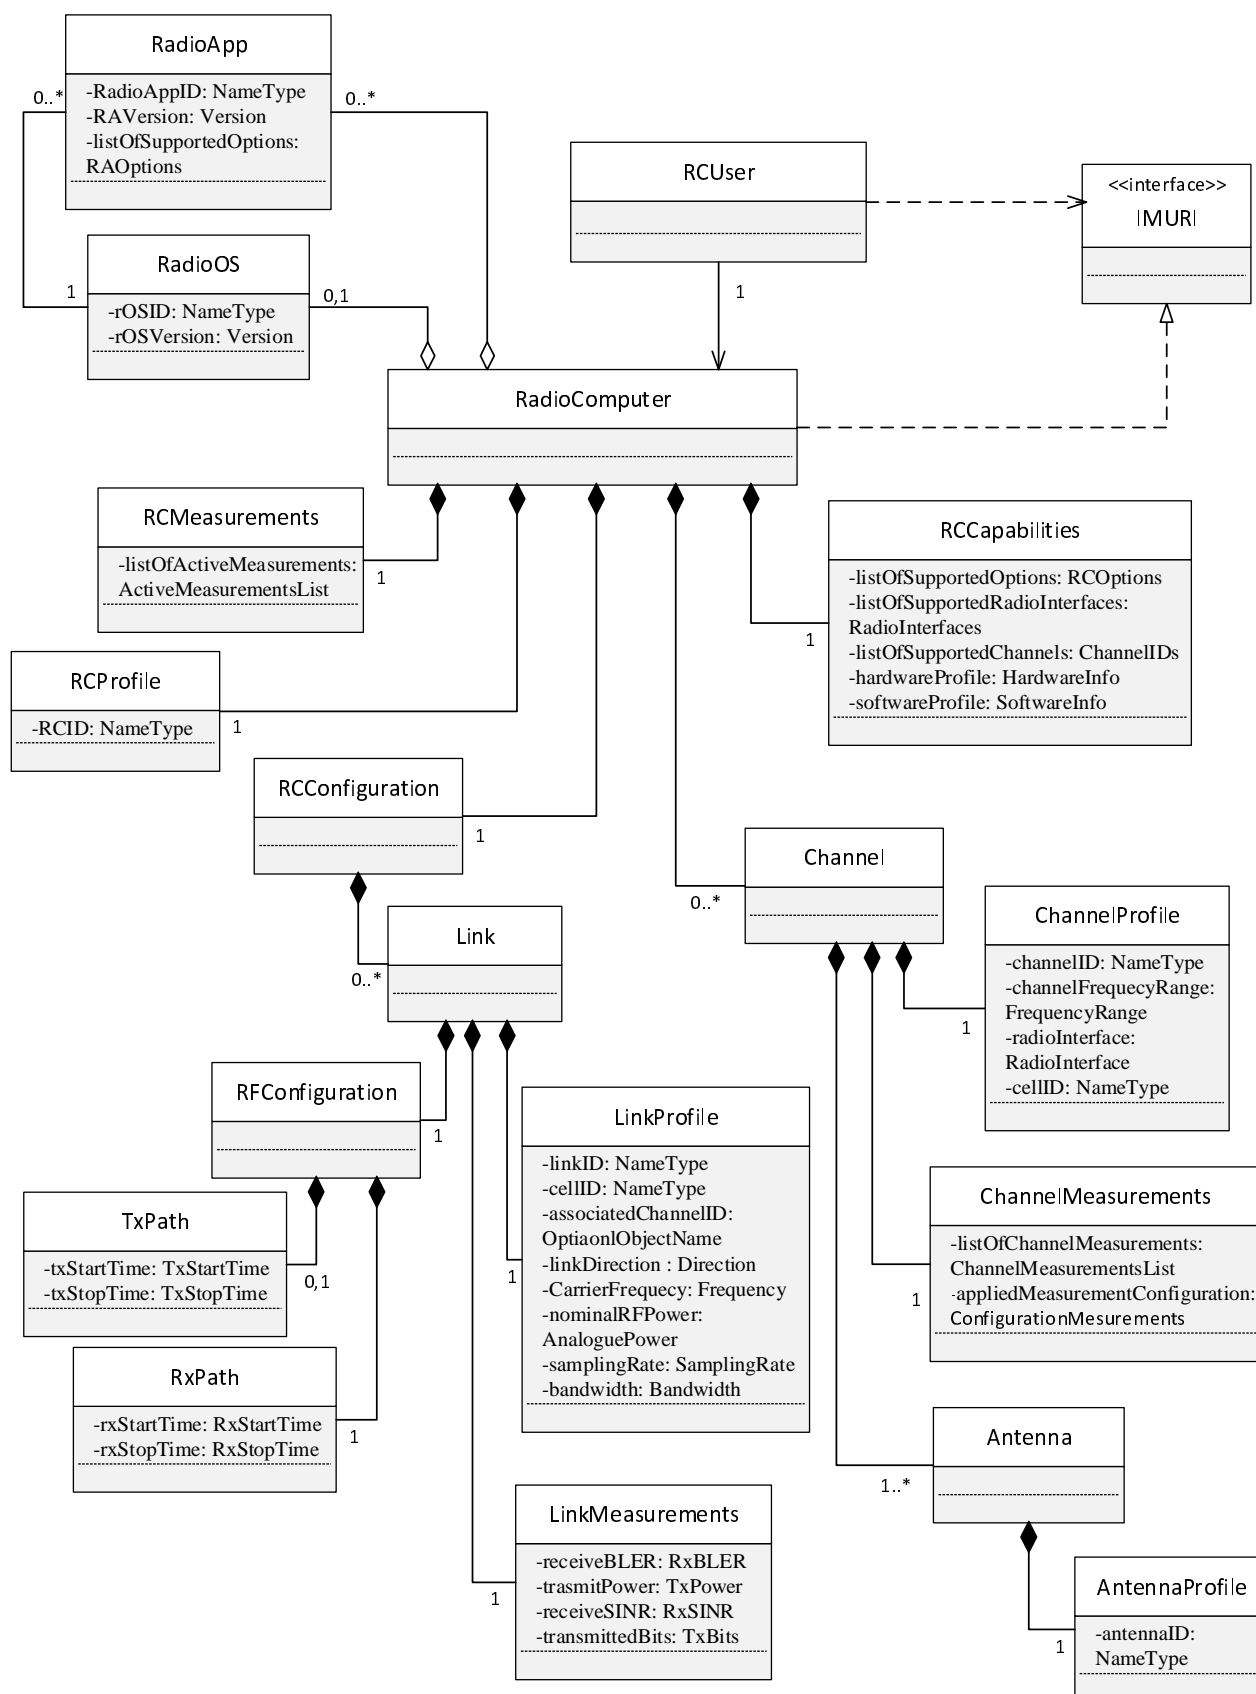 RadioApp
-RadioAppID: NameType
-RAVersion: Version
-listOfSupportedOptions:
RAOptions
0..*
0..*
RCUser
<<interface>>
IMURI
RadioOS
-rOSID: NameType
-rOSVersion: Version
1
0,1
1
RadioComputer
RCMeasurements
-listOfActiveMeasurements:
ActiveMeasurementsList
1
RCCapabilities
-listOfSupportedOptions: RCOptions
-listOfSupportedRadioInterfaces:
RadioInterfaces
-listOfSupportedChannels: ChannelIDs
-hardwareProfile: HardwareInfo
-softwareProfile: SoftwareInfo
1
RCProfile
-RCID: NameType
1
RCConfiguration
1
Channel
0..*
ChannelProfile
-channelID: NameType
-channelFrequecyRange:
FrequencyRange
-radioInterface:
RadioInterface
-cellID: NameType
1
Link
0..*
RFConfiguration
1
LinkProfile
-linkID: NameType
-cellID: NameType
-associatedChannelID:
OptiaonlObjectName
-linkDirection : Direction
-CarrierFrequecy: Frequency
-nominalRFPower:
AnaloguePower
-samplingRate: SamplingRate
-bandwidth: Bandwidth
1
ChannelMeasurements
-listOfChannelMeasurements:
ChannelMeasurementsList
-appliedMeasurementConfiguration:
ConfigurationMesurements
1
TxPath
-txStartTime: TxStartTime
-txStopTime: TxStopTime
0,1
RxPath
-rxStartTime: RxStartTime
-rxStopTime: RxStopTime
1
Antenna
1..*
LinkMeasurements
-receiveBLER: RxBLER
-trasmitPower: TxPower
-receiveSINR: RxSINR
-transmittedBits: TxBits
1
AntennaProfile
-antennaID:
NameType
1